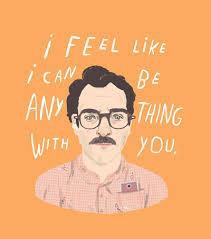 i FEEL LIKE
i CAN BE
ANY THING
WITH YOU.